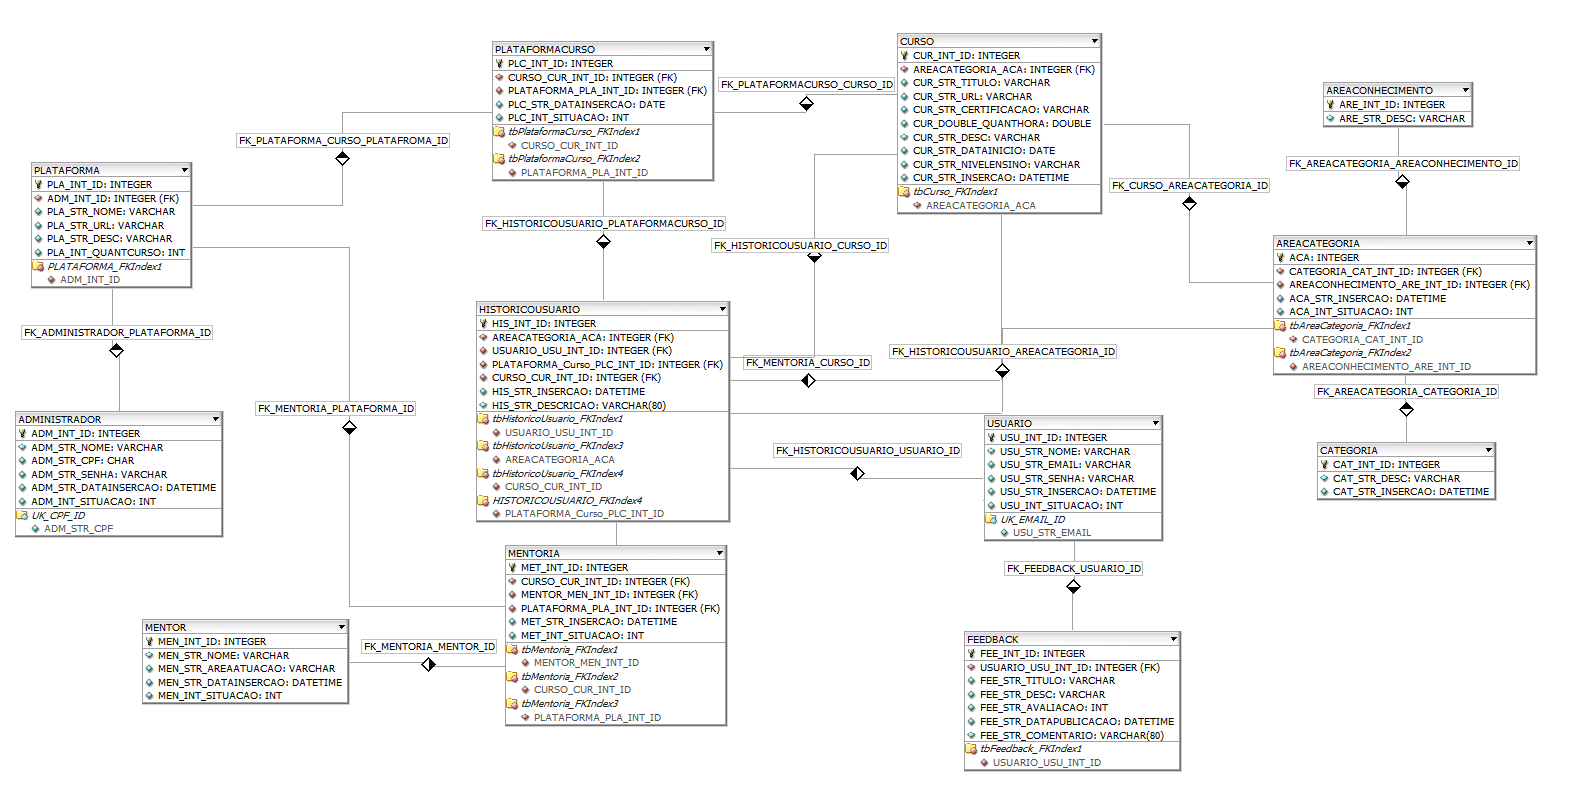 PLATAFORMACURSO
PLC_INT_ID: INTEGER
CURSO_CUR_INT_ID: INTEGER (FK)
PLATAFORMA_PLA_INT_ID: INTEGER (FK)
PLC_STR_DATAINSERCAO: DATE
PLC_INT_SITUACAO: INT
tbPlataformaCurso_FKIndex1
CURSO_CUR_INT_ID
tbPlataformaCurso_FKIndex2
PLATAFORMA_PLA_INT_ID
FK_PLATAFORMACURSO_CURSO_ID
CURSO
CUR_INT_ID: INTEGER
AREACATEGORIA_ACA: INTEGER (FK)
CUR_STR_TITULO: VARCHAR
CUR_STR_URL: VARCHAR
CUR_STR_CERTIFICACAO: VARCHAR
CUR_DOUBLE_QUANTHORA: DOUBLE
CUR_STR_DESC: VARCHAR
CUR_STR_DATAINICIO: DATE
CUR_STR_NIVELENSINO: VARCHAR
CUR_STR_INSERCAO: DATETIME
tbCurso_FKIndex1
AREACATEGORIA_ACA
AREACONHECIMENTO
ARE_INT_ID: INTEGER
ARE_STR_DESC: VARCHAR
FK_PLATAFORMA_CURSO_PLATAFROMA_ID
FK_AREACATEGORIA_AREACONHECIMENTO_ID
FK_CURSO_AREACATEGORIA_ID
PLATAFORMA
PLA_INT_ID: INTEGER
ADM_INT_ID: INTEGER (FK)
PLA_STR_NOME: VARCHAR
PLA_STR_URL: VARCHAR
PLA_STR_DESC: VARCHAR
PLA_INT_QUANTCURSO: INT
PLATAFORMA_FKIndex1
ADM_INT_ID
FK_HISTORICOUSUARIO_PLATAFORMACURSO_ID
FK_HISTORICOUSUARIO_CURSO_ID
AREACATEGORIA
ACA: INTEGER
CATEGORIA_CAT_INT_ID: INTEGER (FK)
AREACONHECIMENTO_ARE_INT_ID: INTEGER (FK)
ACA_STR_INSERCAO: DATETIME
ACA_INT_SITUACAO: INT
tbAreaCategoria_FKIndex1
CATEGORIA_CAT_INT_ID
tbAreaCategoria_FKIndex2
AREACONHECIMENTO_ARE_INT_ID
FK_ADMINISTRADOR_PLATAFORMA_ID
HISTORICOUSUARIO
HIS_INT_ID: INTEGER
AREACATEGORIA_ACA: INTEGER (FK)
USUARIO_USU_INT_ID: INTEGER (FK)
PLATAFORMA_Curso_PLC_INT_ID: INTEGER (FK)
CURSO_CUR_INT_ID: INTEGER (FK)
HIS_STR_INSERCAO: DATETIME
HIS_STR_DESCRICAO: VARCHAR(80)
tbHistoricoUsuario_FKIndex1
USUARIO_USU_INT_ID
tbHistoricoUsuario_FKIndex3
AREACATEGORIA_ACA
tbHistoricoUsuario_FKIndex4
CURSO_CUR_INT_ID
HISTORICOUSUARIO_FKIndex4
PLATAFORMA_Curso_PLC_INT_ID
FK_MENTORIA_CURSO_ID
FK_HISTORICOUSUARIO_AREACATEGORIA_ID
FK_AREACATEGORIA_CATEGORIA_ID
FK_MENTORIA_PLATAFORMA_ID
ADMINISTRADOR
ADM_INT_ID: INTEGER
ADM_STR_NOME: VARCHAR
ADM_STR_CPF: CHAR
ADM_STR_SENHA: VARCHAR
ADM_STR_DATAINSERCAO: DATETIME
ADM_INT_SITUACAO: INT
UK_CPF_ID
ADM_STR_CPF
FK_HISTORICOUSUARIO_USUARIO_ID
USUARIO
USU_INT_ID: INTEGER
USU_STR_NOME: VARCHAR
USU_STR_EMAIL: VARCHAR
USU_STR_SENHA: VARCHAR
USU_STR_INSERCAO: DATETIME
USU_INT_SITUACAO: INT
UK_EMAIL_ID
USU_STR_EMAIL
CATEGORIA
CAT_INT_ID: INTEGER
CAT_STR_DESC: VARCHAR
CAT_STR_INSERCAO: DATETIME
MENTORIA
MET_INT_ID: INTEGER
CURSO_CUR_INT_ID: INTEGER (FK)
MENTOR_MEN_INT_ID: INTEGER (FK)
PLATAFORMA_PLA_INT_ID: INTEGER (FK)
MET_STR_INSERCAO: DATETIME
MET_INT_SITUACAO: INT
tbMentoria_FKIndex1
MENTOR_MEN_INT_ID
tbMentoria_FKIndex2
CURSO_CUR_INT_ID
tbMentoria_FKIndex3
PLATAFORMA_PLA_INT_ID
FK_FEEDBACK_USUARIO_ID
MENTOR
MEN_INT_ID: INTEGER
MEN_STR_NOME: VARCHAR
MEN_STR_AREAATUACAO: VARCHAR
MEN_STR_DATAINSERCAO: DATETIME
MEN_INT_SITUACAO: INT
FK_MENTORIA_MENTOR_ID
FEEDBACK
FEE_INT_ID: INTEGER
USUARIO_USU_INT_ID: INTEGER (FK)
FEE_STR_TITULO: VARCHAR
FEE_STR_DESC: VARCHAR
FEE_STR_AVALIACAO: INT
FEE_STR_DATAPUBLICACAO: DATETIME
FEE_STR_COMENTARIO: VARCHAR(80)
tbFeedback_FKIndex1
USUARIO_USU_INT_ID